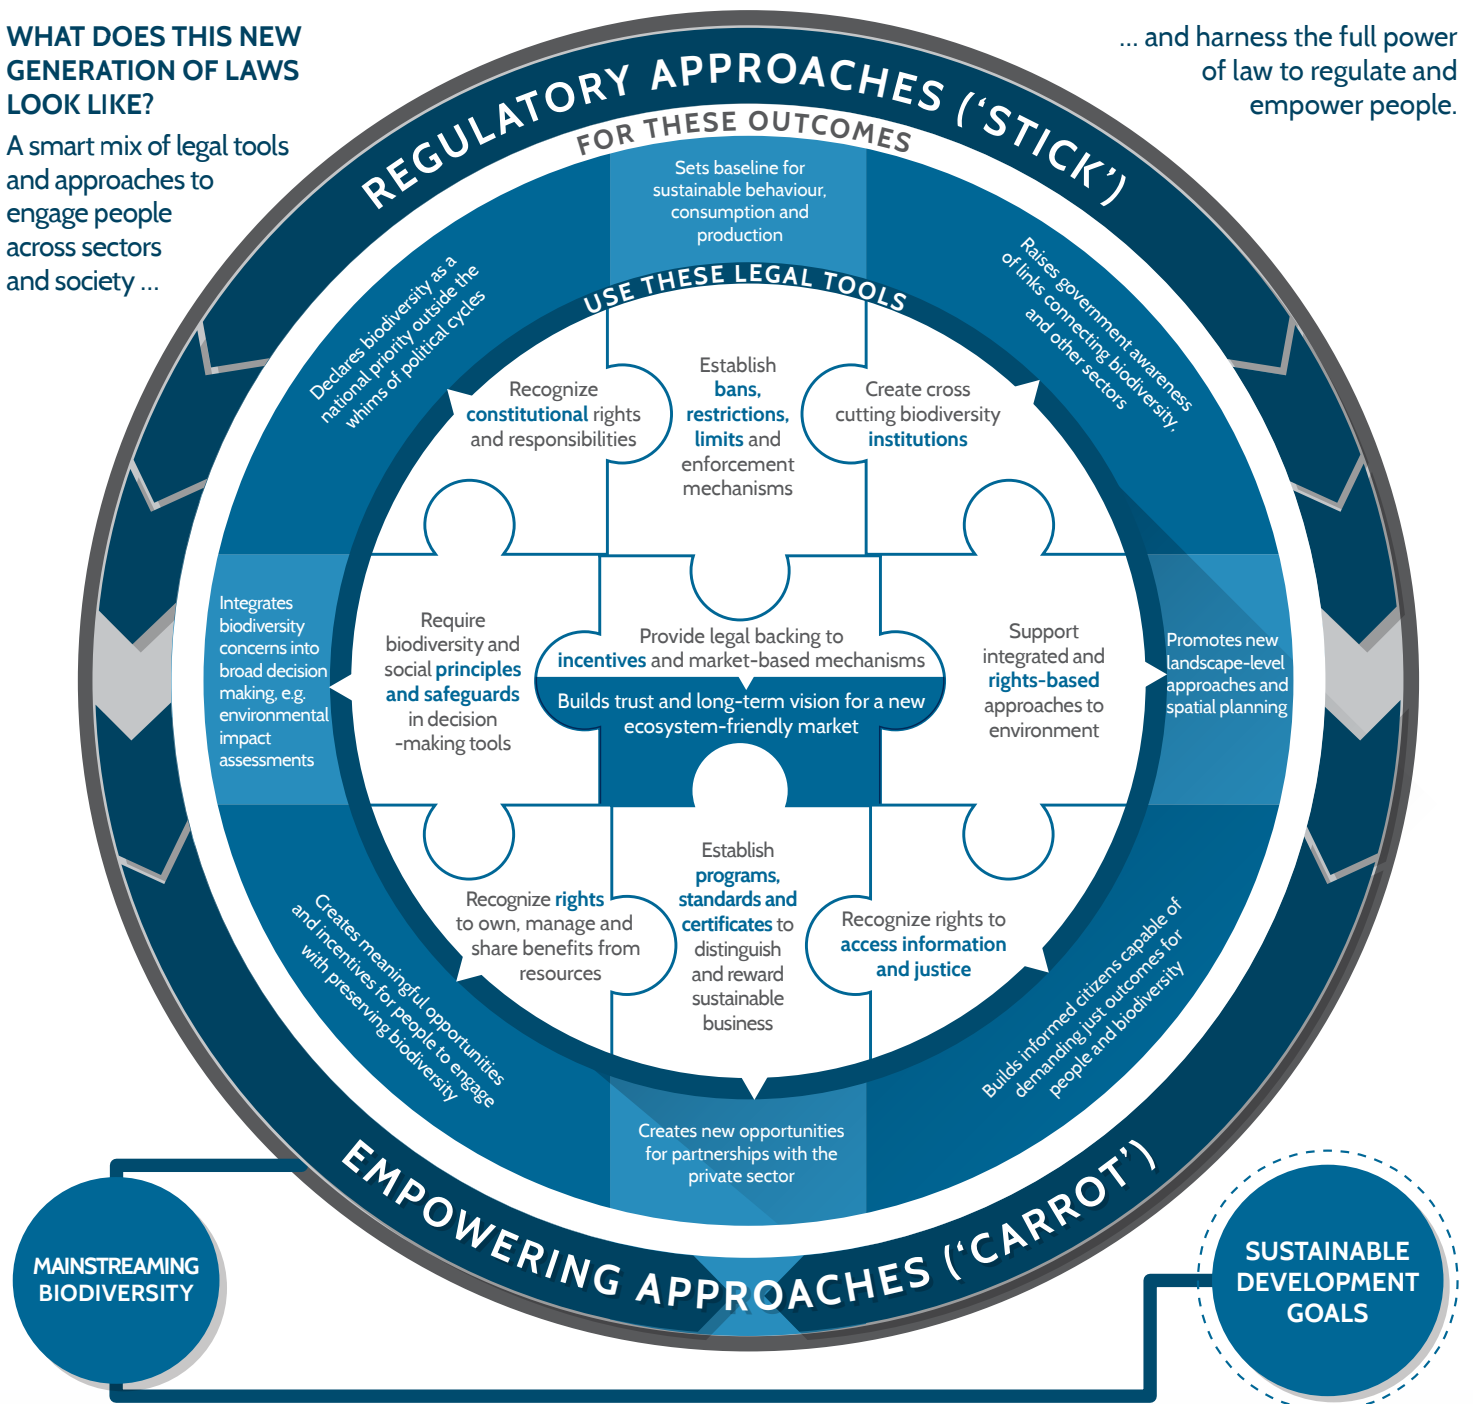 WHAT DOES THIS NEW
GENERATION OF LAWS
LOOK LIKE?
A smart mix of legal tools
and approaches to
engage people
across sectors
and society ...
... and harness the full power
of law to regulate and
empower people.
REGULATORY APPROACHES (‘STICK’)
FOR THESE OUTCOMES
Sets baseline for
sustainable behaviour,
consumption and
production
Declares biodiversity as a
national priority outside the
whims of political cycles
Raises government awareness
of links connecting biodiversity,
and other sectors
USE THESE LEGAL TOOLS
Recognize
constitutional rights
and responsibilities
Establish
bans,
restrictions,
limits and
enforcement
mechanisms
Create cross
cutting biodiversity
institutions
Integrates
biodiversity
concerns into
broad decision
making, e.g.
environmental
impact
assessments
Require
biodiversity and
social principles
and safeguards
in decision
-making tools
Provide legal backing to
incentives and market-based mechanisms
Builds trust and long-term vision for a new
ecosystem-friendly market
Support
integrated and
rights-based
approaches to
environment
Promotes new
landscape-level
approaches and
spatial planning
Recognize rights
to own, manage and
share benefits from
resources
Establish
programs,
standards and
certificates to
distinguish
and reward
sustainable
business
Recognize rights to
access information
and justice
Creates meaningful opportunities
and incentives for people to engage
with preserving biodiversity
Creates new opportunities
for partnerships with the
private sector
Builds informed citizens capable of
demanding just outcomes for
people and biodiversity
EMPOWERING APPROACHES (‘CARROT’)
MAINSTREAMING
BIODIVERSITY
SUSTAINABLE
DEVELOPMENT
GOALS